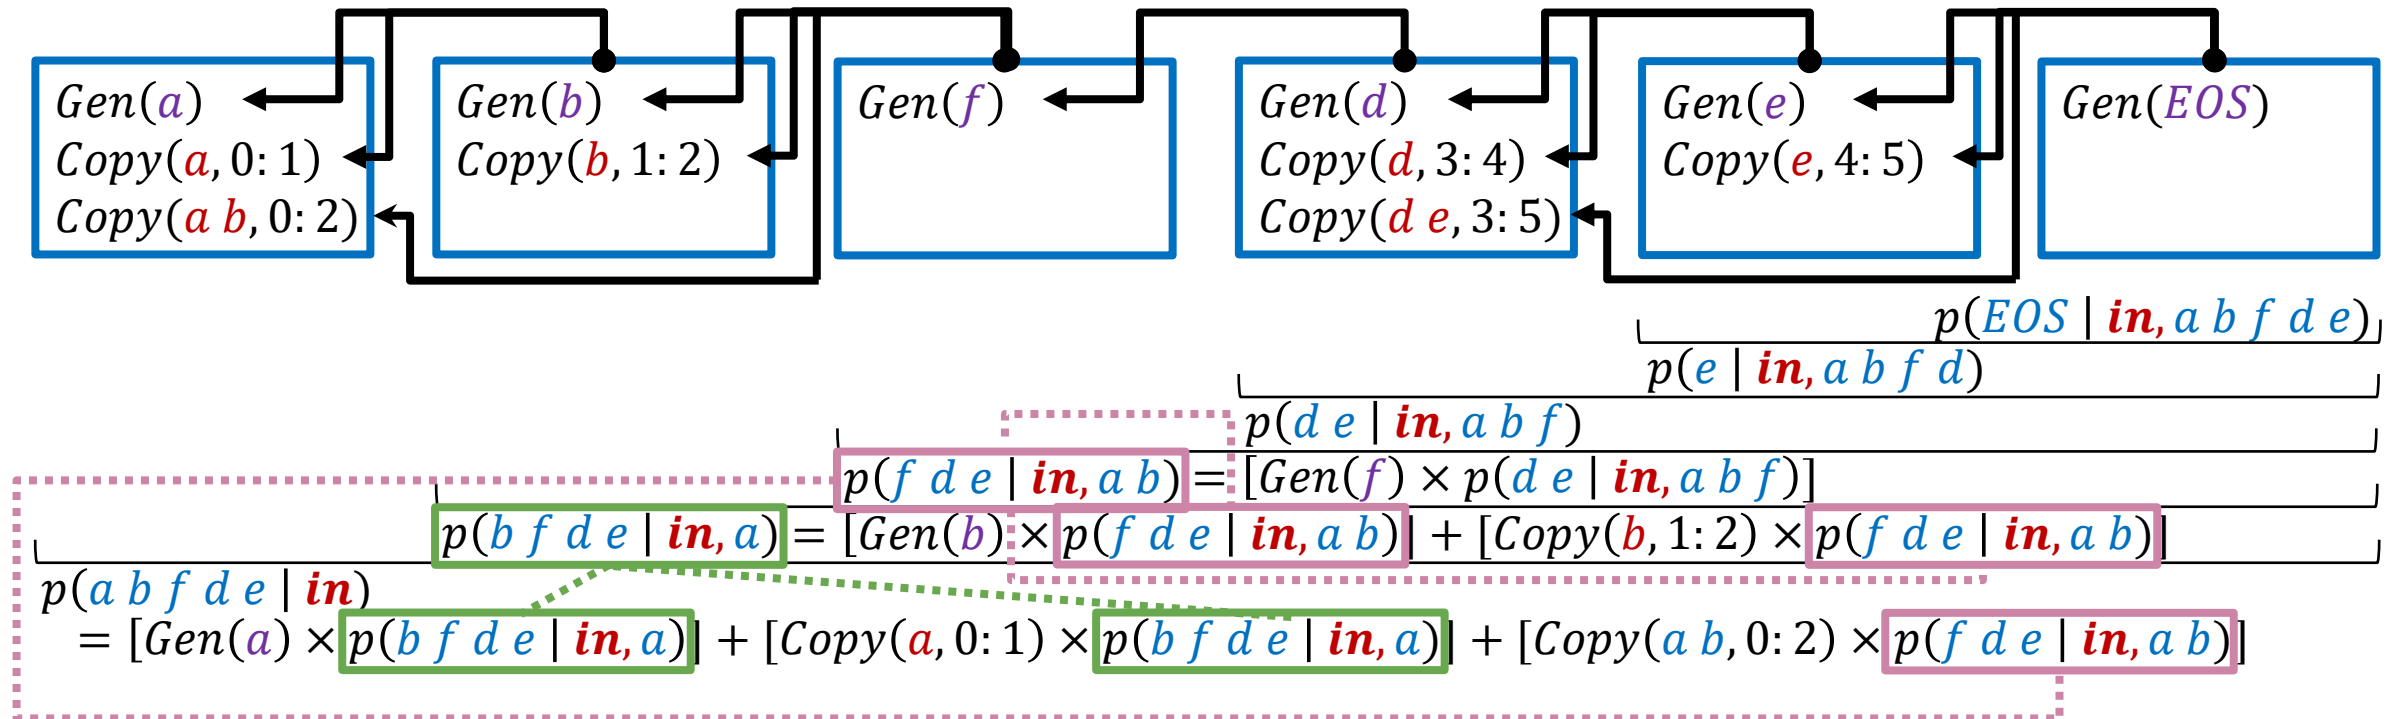 Gen(a)
Copy(a, 0: 1)
Copy(a b, 0: 2)
Gen(b)
Copy(b, 1: 2)
Gen(f)
Gen(d)
Copy(d, 3: 4)
Copy(d e, 3: 5)
Gen(e)
Copy(e, 4: 5)
Gen(EOS)
p(EOS | in, a b f d e)
p(e | in, a b f d)
p(d e | in, a b f)
p(f d e | in, a b) = [Gen(f) × p(d e | in, a b f)]
p(b f d e | in, a) = [Gen(b) × p(f d e | in, a b)] + [Copy(b, 1: 2) × p(f d e | in, a b)]
p(a b f d e | in)
= [Gen(a) × p(b f d e | in, a)] + [Copy(a, 0: 1) × p(b f d e | in, a)] + [Copy(a b, 0: 2) × p(f d e | in, a b)]